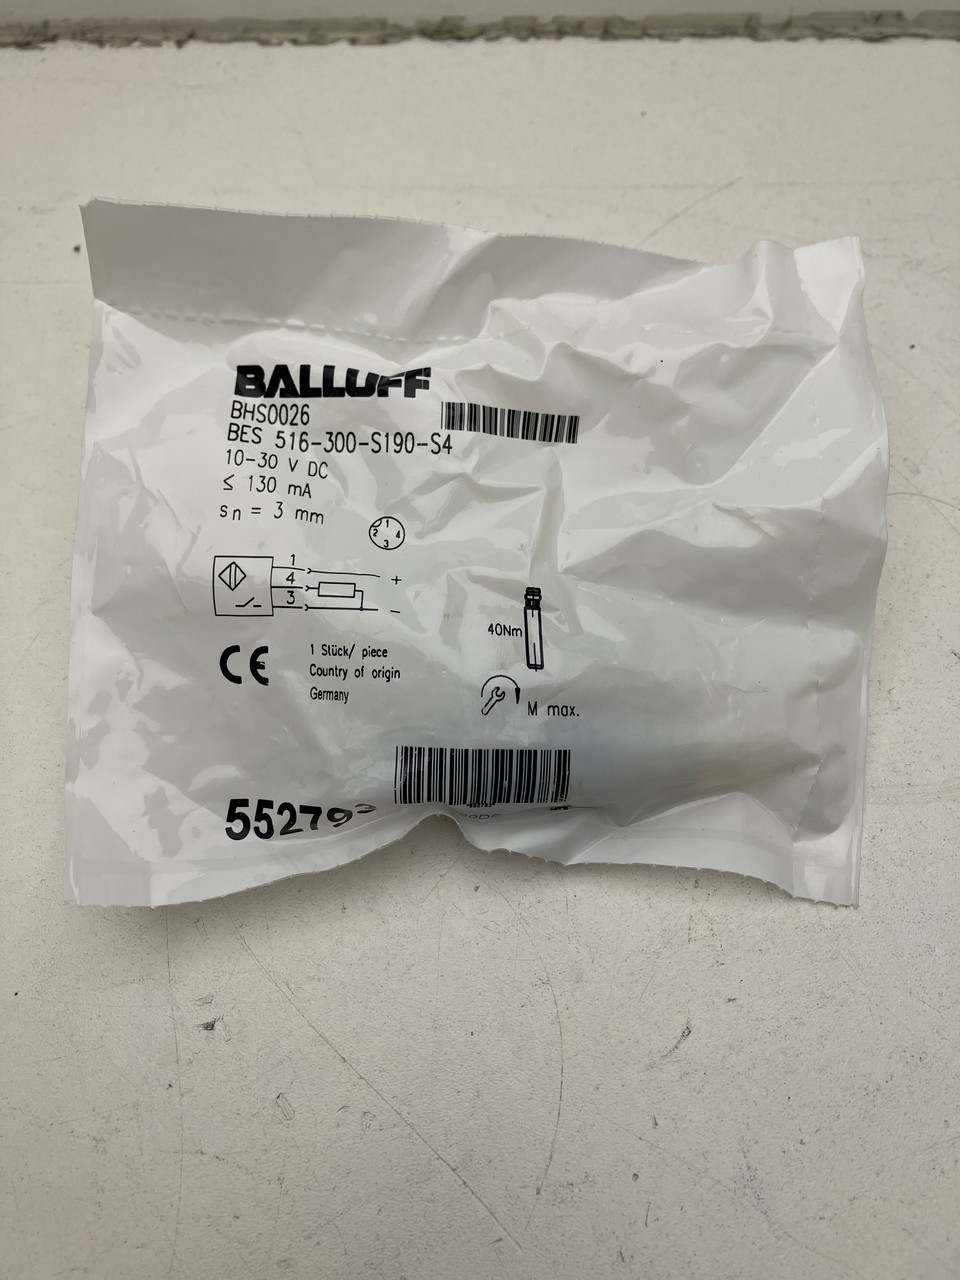 BALLUFF
BHS0026
BES 516-300-S190-S4
10-30 V DC
≤ 130 mA
sn = 3 mm
1
2 4
3
1
4 +
3 −
40Nm
CE
1 Stück/ piece
Country of origin
Germany
M max.